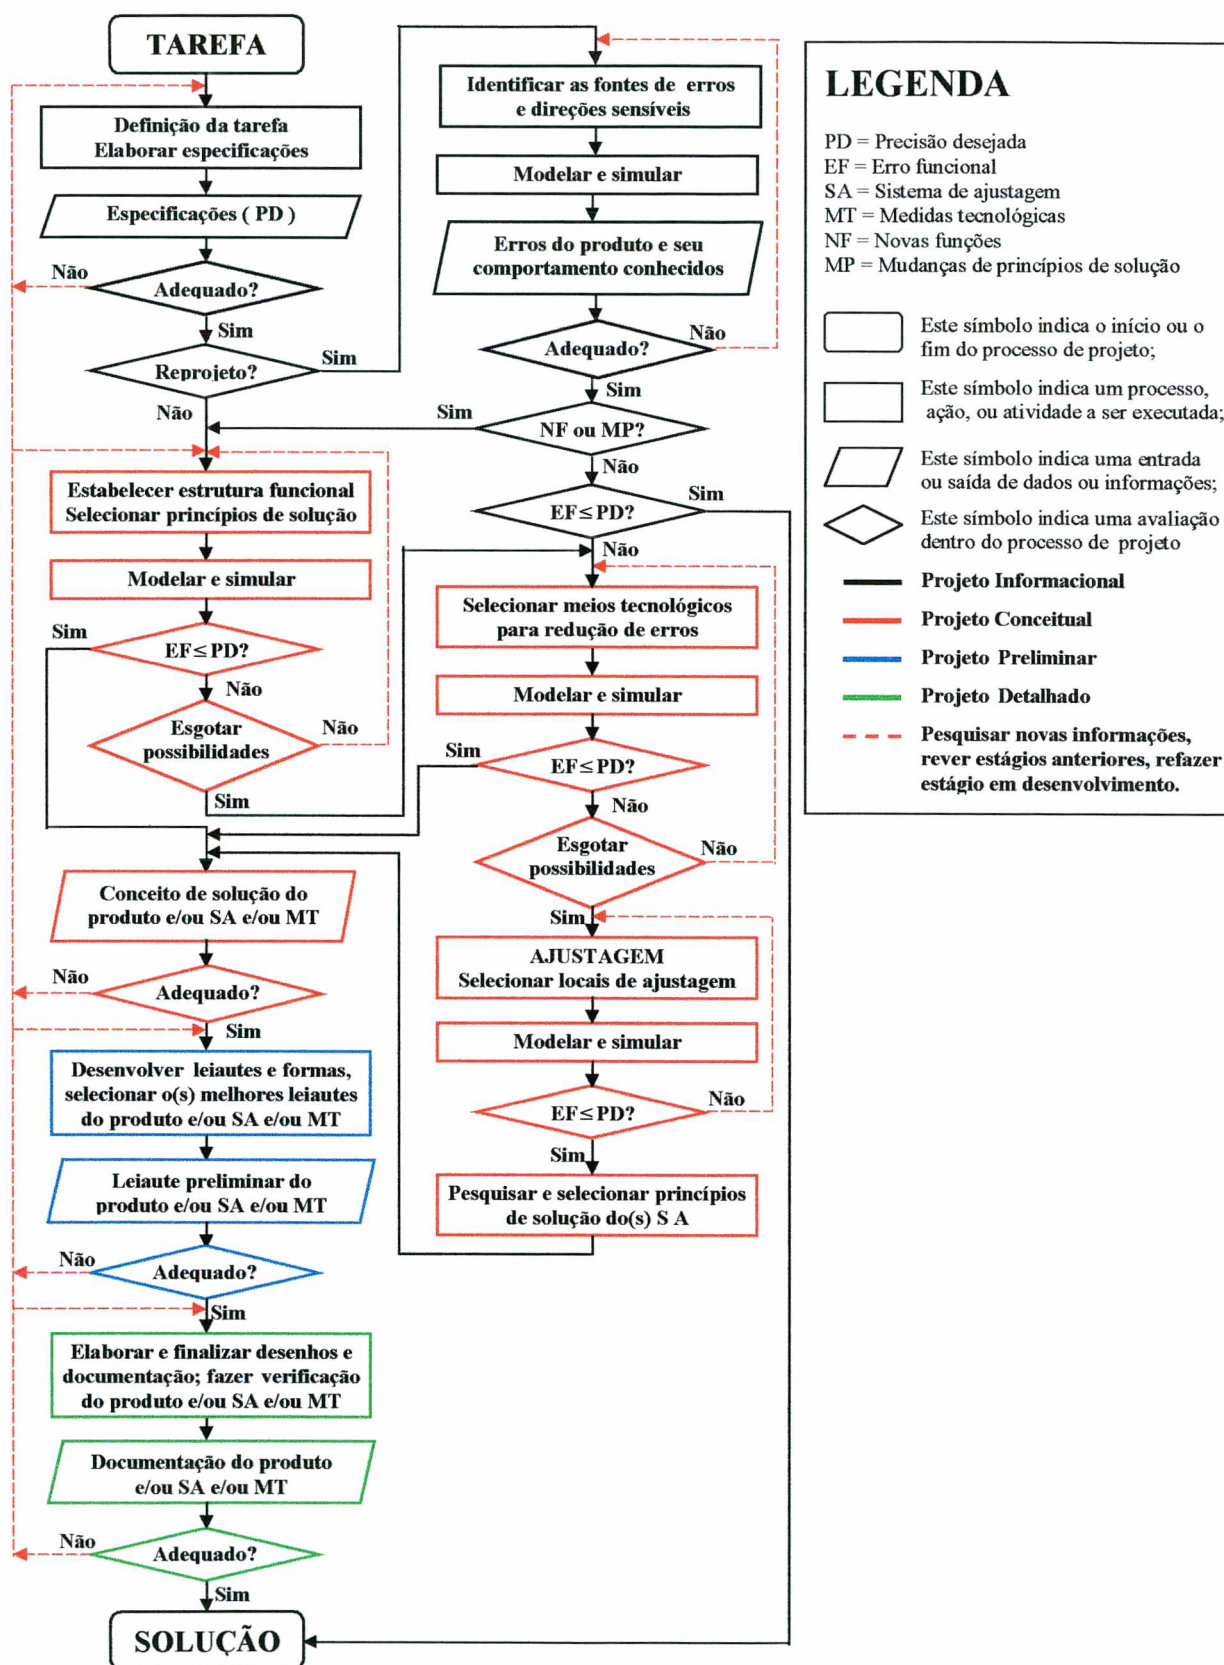 TAREFA
Definição da tarefa
Elaborar especificações
Especificações ( PD )
Não
Adequado?
Sim
Reprojeto?
Sim
Não
Identificar as fontes de erros
e direções sensíveis
Modelar e simular
Erros do produto e seu
comportamento conhecidos
Não
Adequado?
Sim
Sim
NF ou MP?
Não
Sim
EF≤PD?
Não
Estabelecer estrutura funcional
Selecionar princípios de solução
Modelar e simular
Sim
EF≤PD?
Não
Esgotar
possibilidades
Não
Sim
Selecionar meios tecnológicos
para redução de erros
Modelar e simular
Sim
EF≤PD?
Não
Esgotar
possibilidades
Não
Sim
AJUSTAGEM
Selecionar locais de ajustagem
Modelar e simular
Não
EF≤PD?
Sim
Pesquisar e selecionar princípios
de solução do(s) S A
Conceito de solução do
produto e/ou SA e/ou MT
Não
Adequado?
Sim
Desenvolver leiautes e formas,
selecionar o(s) melhores leiautes
do produto e/ou SA e/ou MT
Leiaute preliminar do
produto e/ou SA e/ou MT
Não
Adequado?
Sim
Elaborar e finalizar desenhos e
documentação; fazer verificação
do produto e/ou SA e/ou MT
Documentação do produto
e/ou SA e/ou MT
Não
Adequado?
Sim
SOLUÇÃO
LEGENDA
PD = Precisão desejada
EF = Erro funcional
SA = Sistema de ajustagem
MT = Medidas tecnológicas
NF = Novas funções
MP = Mudanças de princípios de solução
Este símbolo indica o início ou o
fim do processo de projeto;
Este símbolo indica um processo,
ação, ou atividade a ser executada;
Este símbolo indica uma entrada
ou saída de dados ou informações;
Este símbolo indica uma avaliação
dentro do processo de projeto
Projeto Informacional
Projeto Conceitual
Projeto Preliminar
Projeto Detalhado
Pesquisar novas informações,
rever estágios anteriores, refazer
estágio em desenvolvimento.